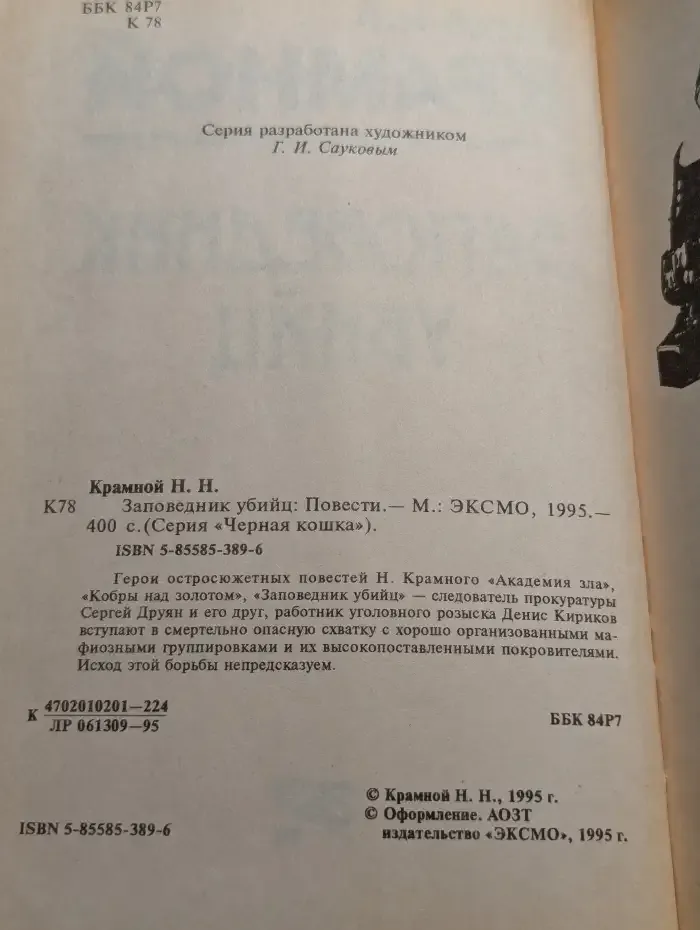 ББК 84Р7
К 78
Серия разработана художником
Г. И. Сауковым
Крамной Н. Н.
К78 Заповедник убийц: Повести.— М.: ЭКСМО, 1995.—
400 с.(Серия «Черная кошка»).
ISBN 5-85585-389-6
Герои остросюжетных повестей Н. Крамного «Академия зла»,
«Кобры над золотом», «Заповедник убийц» — следователь прокуратуры
Сергей Друян и его друг, работник уголовного розыска Денис Кириков
вступают в смертельно опасную схватку с хорошо организованными ма-
фиозными группировками и их высокопоставленными покровителями.
Исход этой борьбы непредсказуем.
К 4702010201—224
ЛР 061309—95
ББК 84Р7
© Крамной Н. Н., 1995 г.
© Оформление. АОЗТ
издательство «ЭКСМО», 1995 г.
ISBN 5-85585-389-6